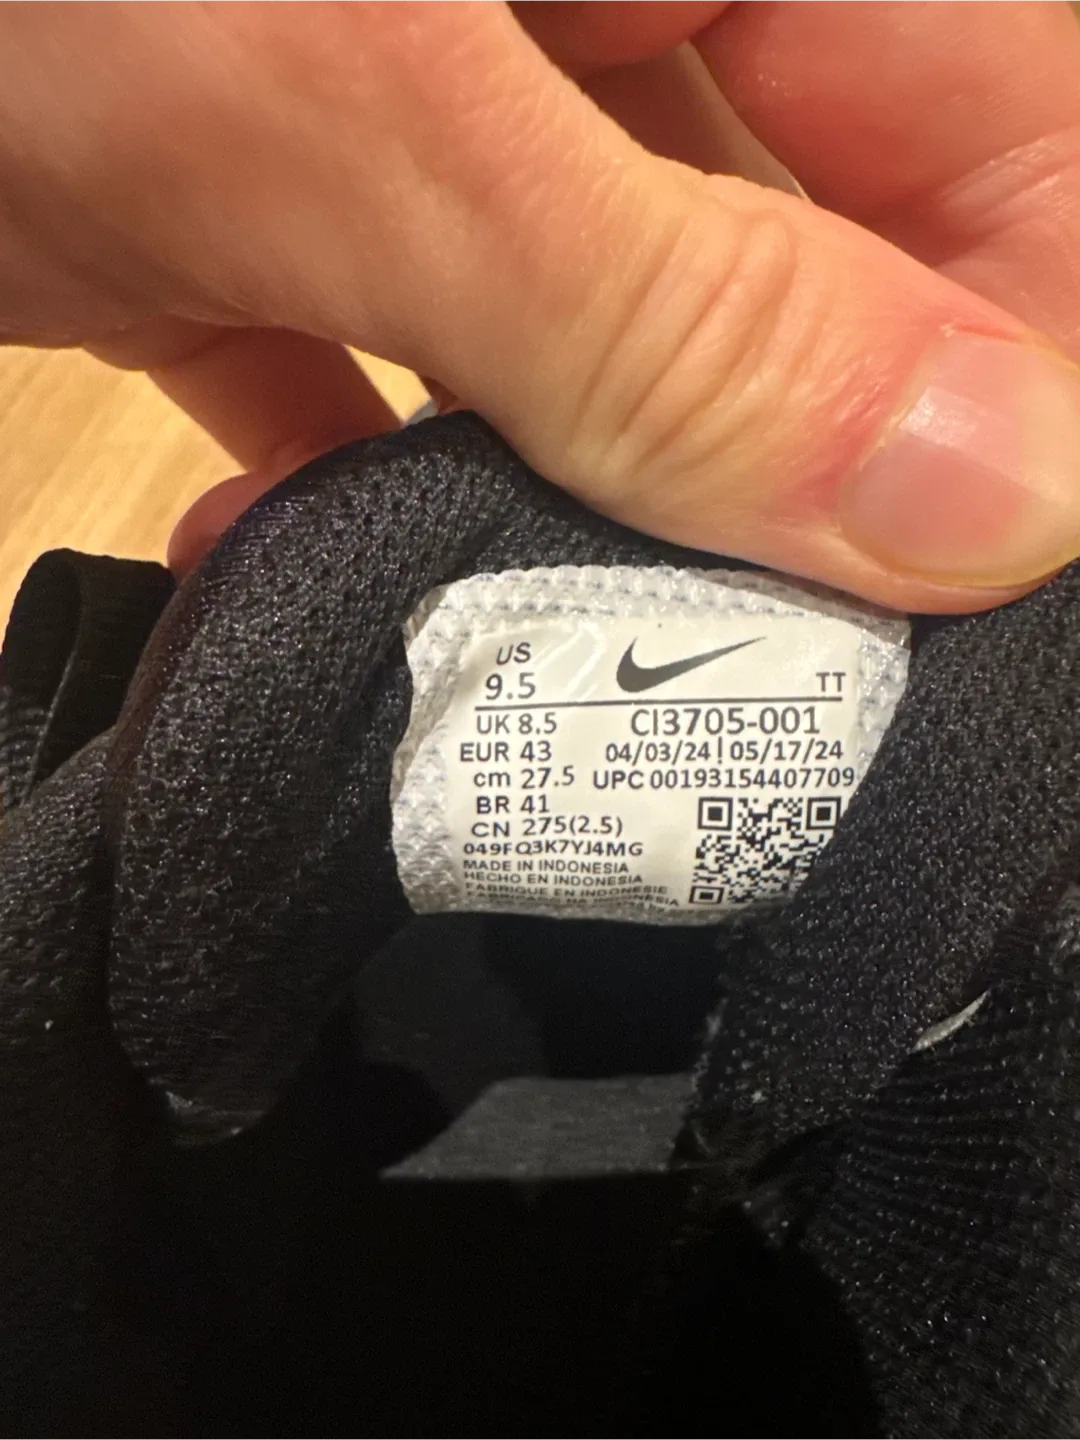 US
9.5
TT
UK 8.5
CI3705-001
EUR 43
04/03/24 | 05/17/24
cm 27.5
UPC 00193154407709
BR 41
CN 275(2.5)
049FQ3K7YJ4MG
MADE IN INDONESIA
HECHO EN INDONESIA
FABRIQUE EN INDONESIE